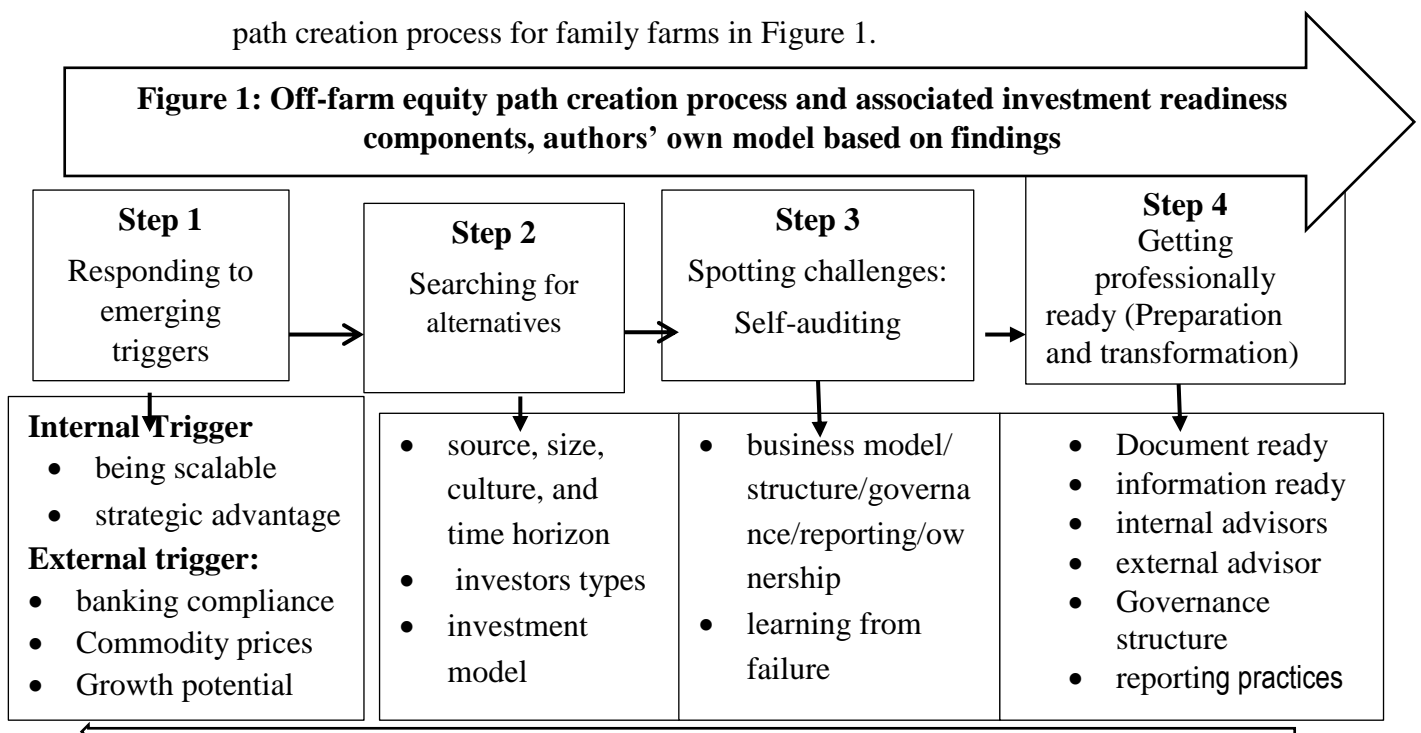 path creation process for family farms in Figure 1.
Figure 1: Off-farm equity path creation process and associated investment readiness
components, authors’ own model based on findings
Step 1
Responding to
emerging
triggers
Step 2
Searching for
alternatives
Step 3
Spotting challenges:
Self-auditing
Step 4
Getting
professionally
ready (Preparation
and transformation)
Internal Trigger
• being scalable
• strategic advantage
External trigger:
• banking compliance
• Commodity prices
• Growth potential
• source, size,
culture, and
time horizon
• investors types
• investment
model
• business model/
structure/governa
nce/reporting/ow
nership
• learning from
failure
• Document ready
• information ready
• internal advisors
• external advisor
• Governance
structure
• reporting practices